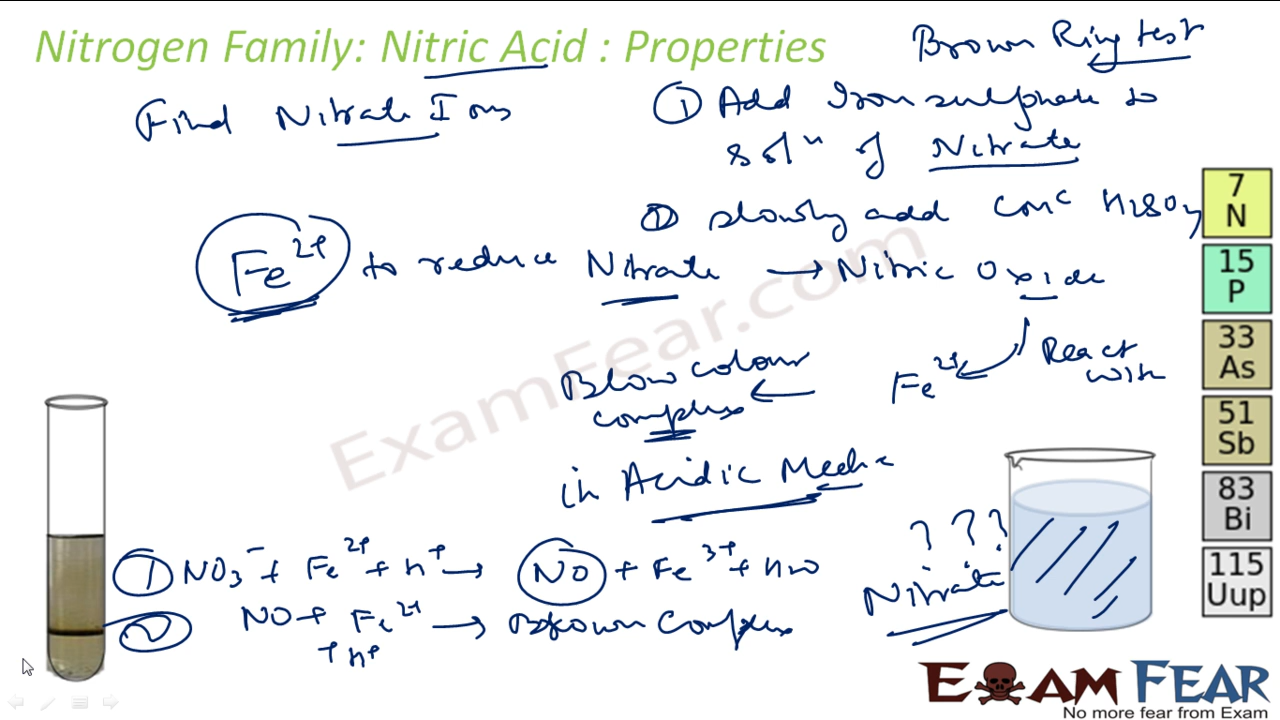 Nitrogen Family: Nitric Acid : Properties
Brown Ring test
Find Nitrate Ions
① Add Iron sulphate to
solⁿ of Nitrate
② slowly add conc H2SO4
Fe²⁺ to reduce Nitrate → Nitric Oxide
React
with
Fe²⁺
Brow colour
complex
in Acidic Media
ExamFear.com
① NO3⁻ + Fe²⁺ + H⁺ → NO + Fe³⁺ + H2O
② NO + Fe²⁺ → Brown Complex
+ H⁺
? ? ?
Nitrate
7
N
15
P
33
As
51
Sb
83
Bi
115
Uup
EXAM FEAR
No more fear from Exam